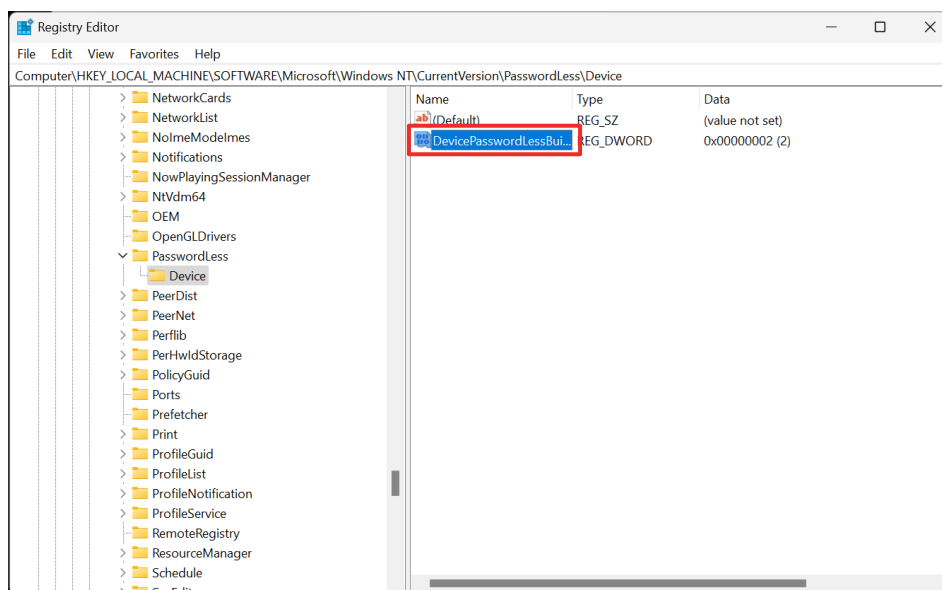 Registry Editor
File Edit View Favorites Help
Computer\HKEY_LOCAL_MACHINE\SOFTWARE\Microsoft\Windows NT\CurrentVersion\PasswordLess\Device
NetworkCards
NetworkList
NoImeModeImes
Notifications
NowPlayingSessionManager
NtVdm64
OEM
OpenGLDrivers
PasswordLess
Device
PeerDist
PeerNet
Perflib
PerHwIdStorage
PolicyGuid
Ports
Prefetcher
Print
ProfileGuid
ProfileList
ProfileNotification
ProfileService
RemoteRegistry
ResourceManager
Schedule
Name Type Data
(Default) REG_SZ (value not set)
DevicePasswordLessBui... REG_DWORD 0x00000002 (2)